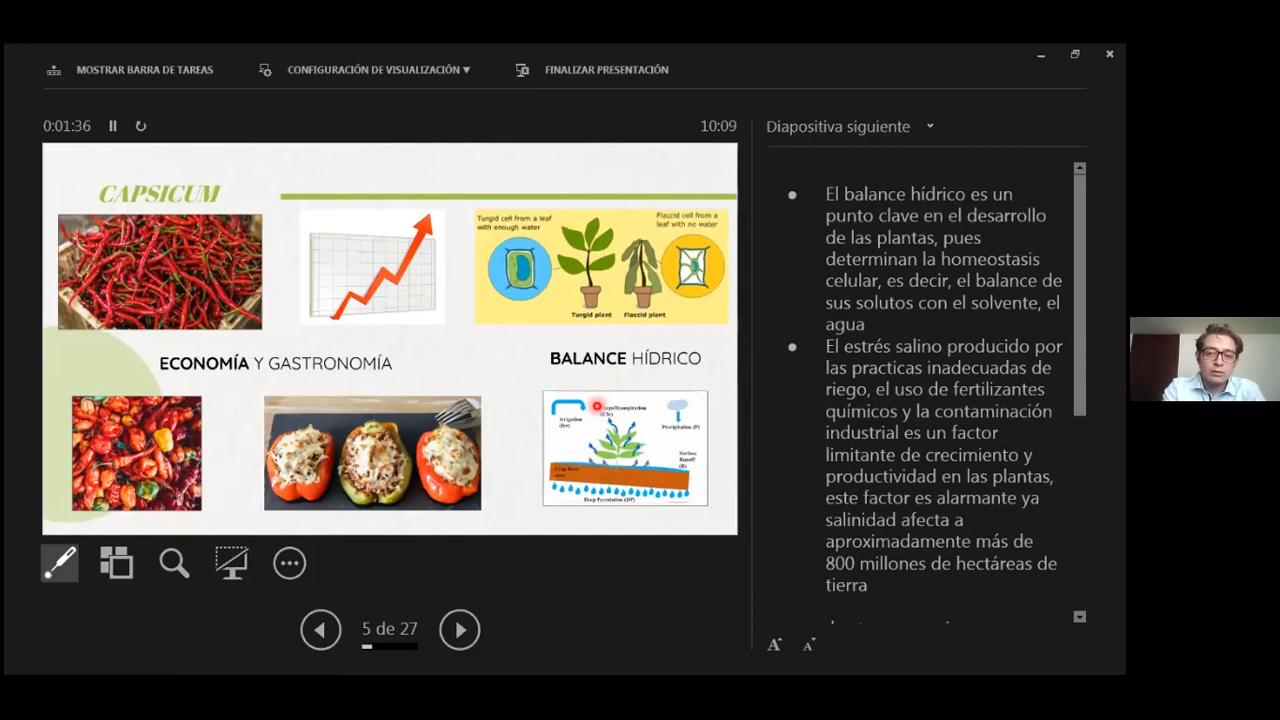 MOSTRAR BARRA DE TAREAS
CONFIGURACIÓN DE VISUALIZACIÓN ▼
FINALIZAR PRESENTACIÓN
0:01:36
10:09
Diapositiva siguiente
CAPSICUM
Turgid cell from a leaf
with enough water
Flaccid cell from a
leaf with no water
Turgid plant
Flaccid plant
ECONOMÍA Y GASTRONOMÍA
BALANCE HÍDRICO
Irrigation
Precipitation (P)
Surface
Runoff
(R)
Deep Percolation (DP)
5 de 27
El balance hídrico es un
punto clave en el desarrollo
de las plantas, pues
determinan la homeostasis
celular, es decir, el balance de
sus solutos con el solvente, el
agua
El estrés salino producido por
las practicas inadecuadas de
riego, el uso de fertilizantes
químicos y la contaminación
industrial es un factor
limitante de crecimiento y
productividad en las plantas,
este factor es alarmante ya
salinidad afecta a
aproximadamente más de
800 millones de hectáreas de
tierra
A A